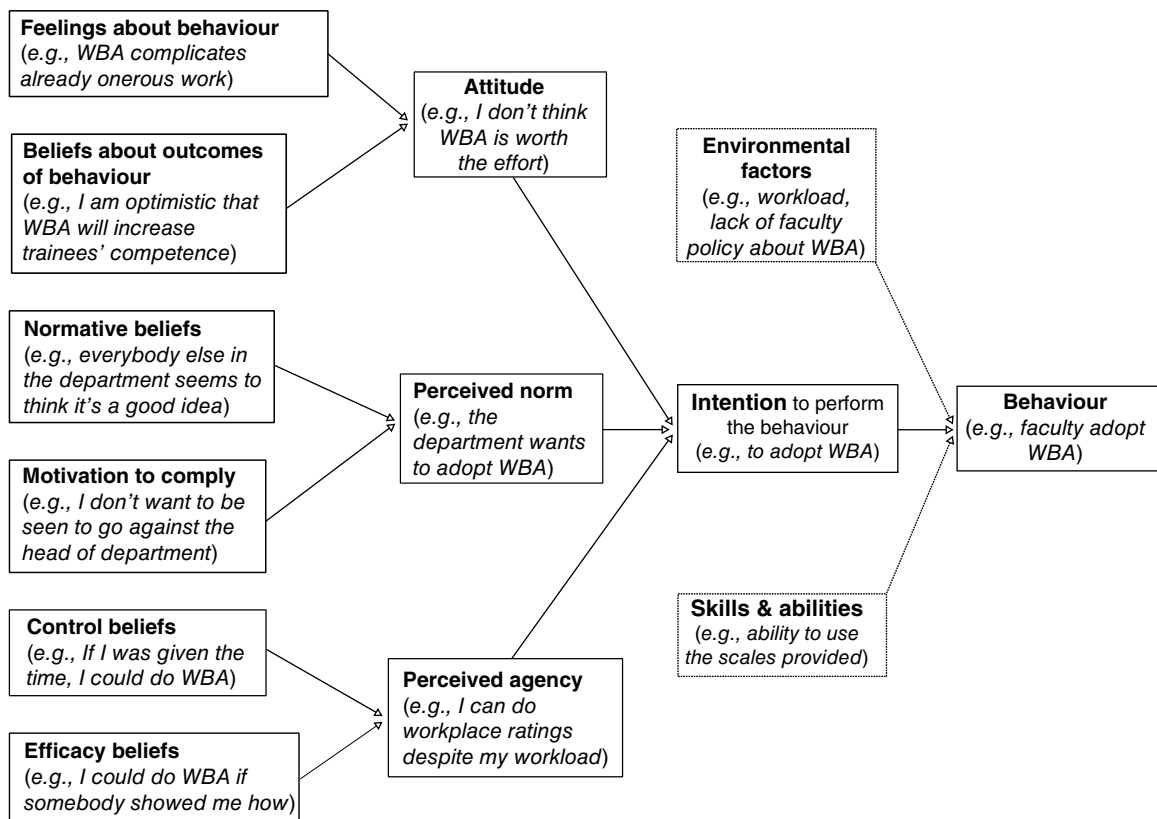 Feelings about behaviour
(e.g., WBA complicates
already onerous work)
Beliefs about outcomes
of behaviour
(e.g., I am optimistic that
WBA will increase
trainees’ competence)
Normative beliefs
(e.g., everybody else in
the department seems to
think it’s a good idea)
Motivation to comply
(e.g., I don’t want to be
seen to go against the
head of department)
Control beliefs
(e.g., If I was given the
time, I could do WBA)
Efficacy beliefs
(e.g., I could do WBA if
somebody showed me how)
Attitude
(e.g., I don’t think
WBA is worth
the effort)
Perceived norm
(e.g., the
department wants
to adopt WBA)
Perceived agency
(e.g., I can do
workplace ratings
despite my workload)
Environmental
factors
(e.g., workload,
lack of faculty
policy about WBA)
Intention to perform
the behaviour
(e.g., to adopt WBA)
Skills & abilities
(e.g., ability to use
the scales provided)
Behaviour
(e.g., faculty adopt
WBA)